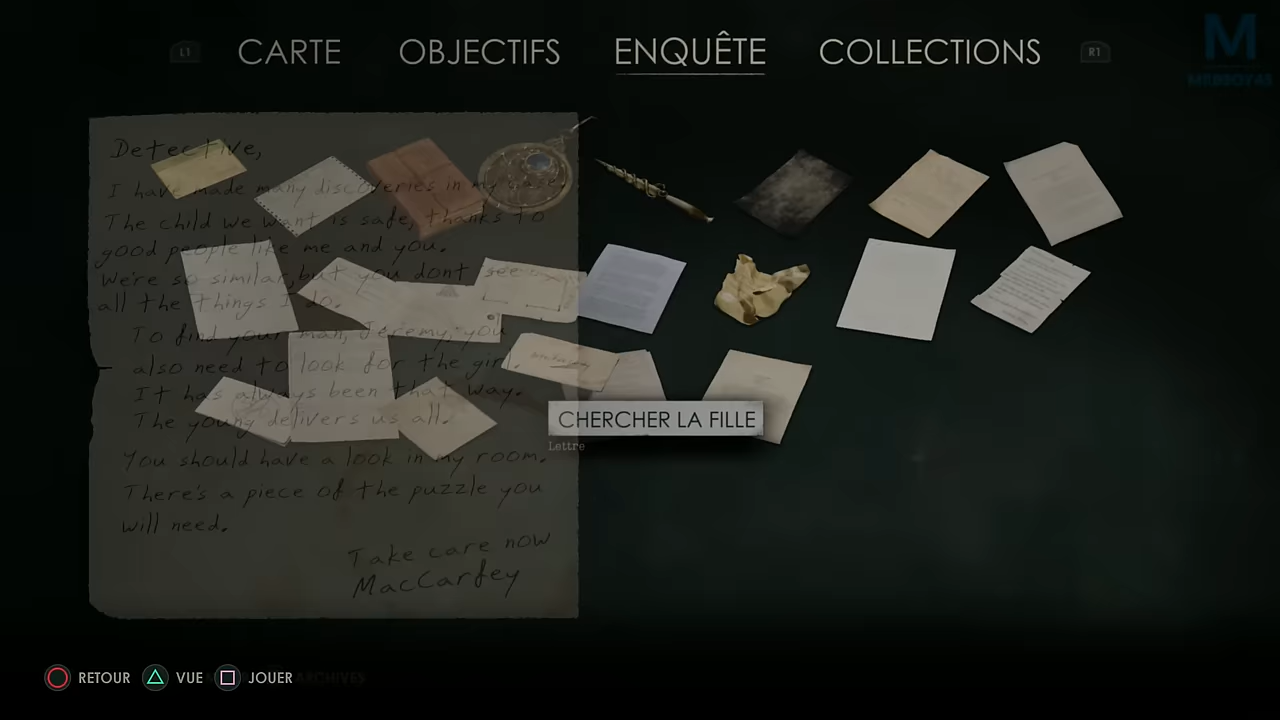 L1
CARTE
OBJECTIFS
ENQUÊTE
COLLECTIONS
R1
M
Detective,
I have made many discoveries in my case.
The child we want is safe, thanks to
good people like me and you.
We're so similar, but you dont see
all the things I do.
To find your man, Jeremy, you
also need to look for the girl.
It has always been that way.
The young delivers us all.
You should have a look in my room.
There's a piece of the puzzle you
will need.
Take care now
MacCarfey
CHERCHER LA FILLE
Lettre
RETOUR
VUE
JOUER
ARCHIVES